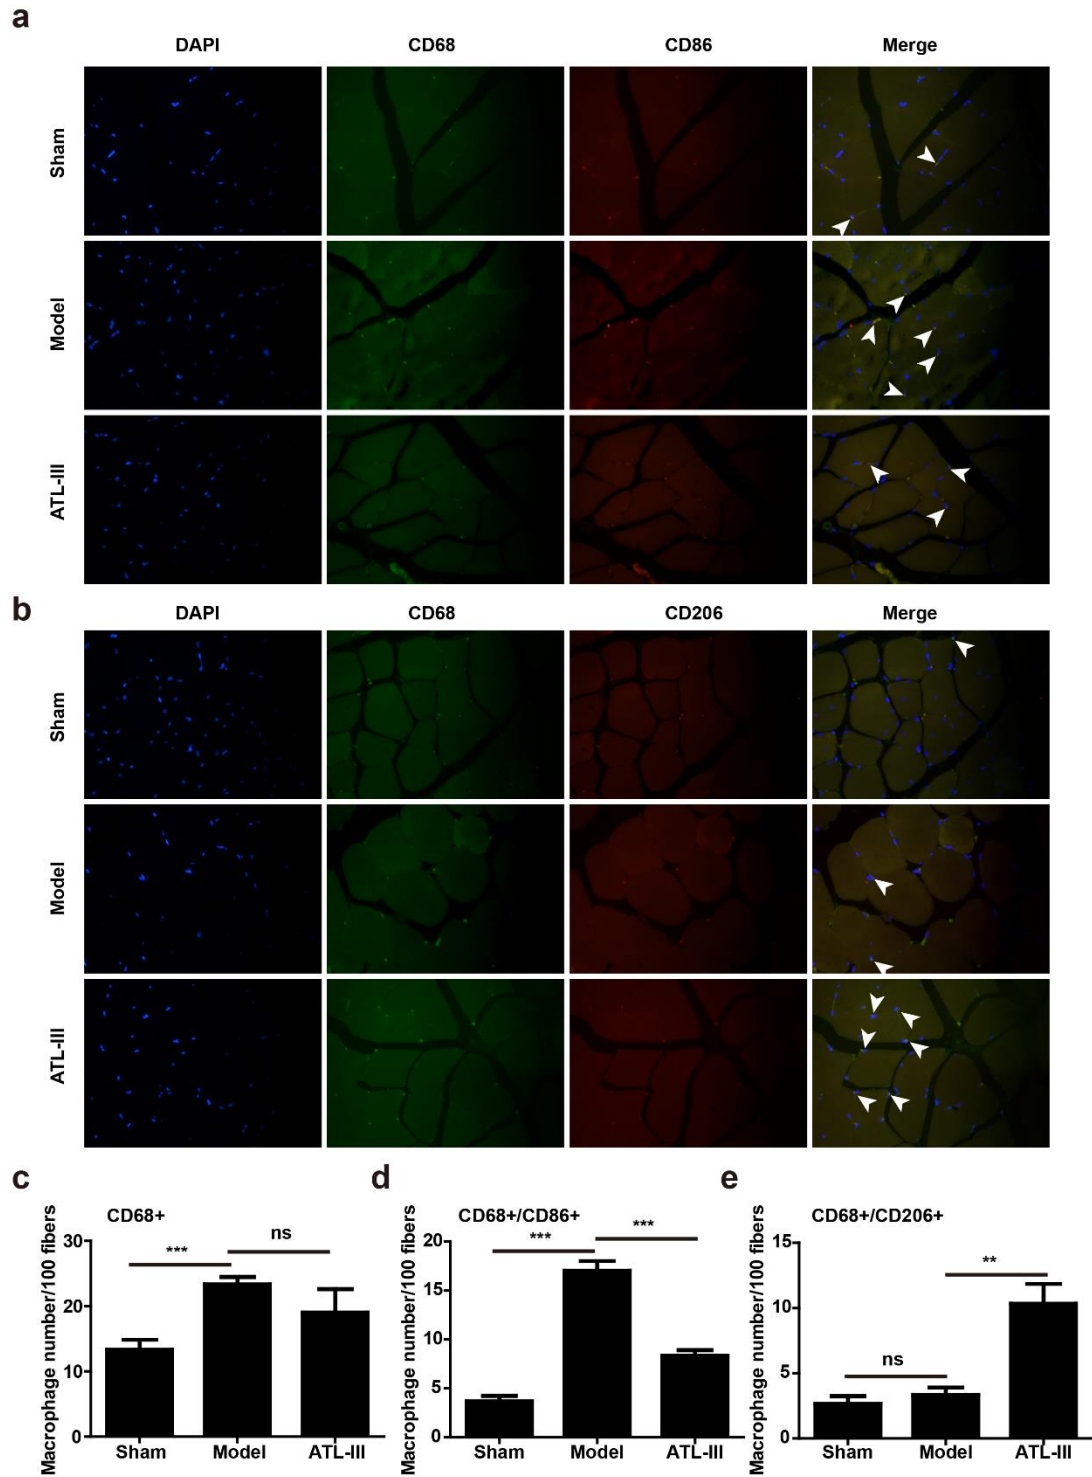 a
DAPI CD68 CD86 Merge
Sham
Model
ATL-III
b
DAPI CD68 CD206 Merge
Sham
Model
ATL-III
c
CD68+
Macrophage number/100 fibers
30
20
10
0
***
ns
Sham Model ATL-III
d
CD68+/CD86+
Macrophage number/100 fibers
20
15
10
5
0
***
***
Sham Model ATL-III
e
CD68+/CD206+
Macrophage number/100 fibers
15
10
5
0
ns
**
Sham Model ATL-III